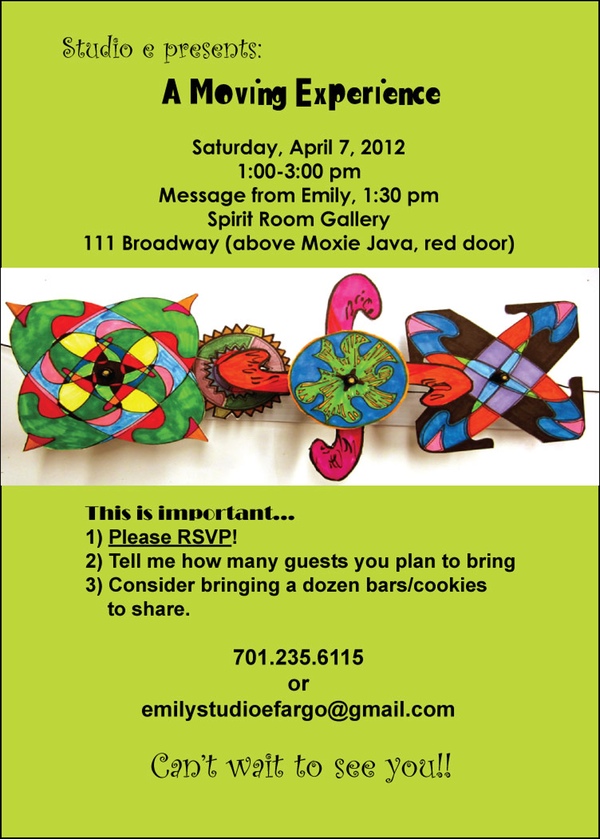 Studio e presents:
A Moving Experience
Saturday, April 7, 2012
1:00-3:00 pm
Message from Emily, 1:30 pm
Spirit Room Gallery
111 Broadway (above Moxie Java, red door)
This is important...
1) Please RSVP!
2) Tell me how many guests you plan to bring
3) Consider bringing a dozen bars/cookies
to share.
701.235.6115
or
emilystudioefargo@gmail.com
Can't wait to see you!!